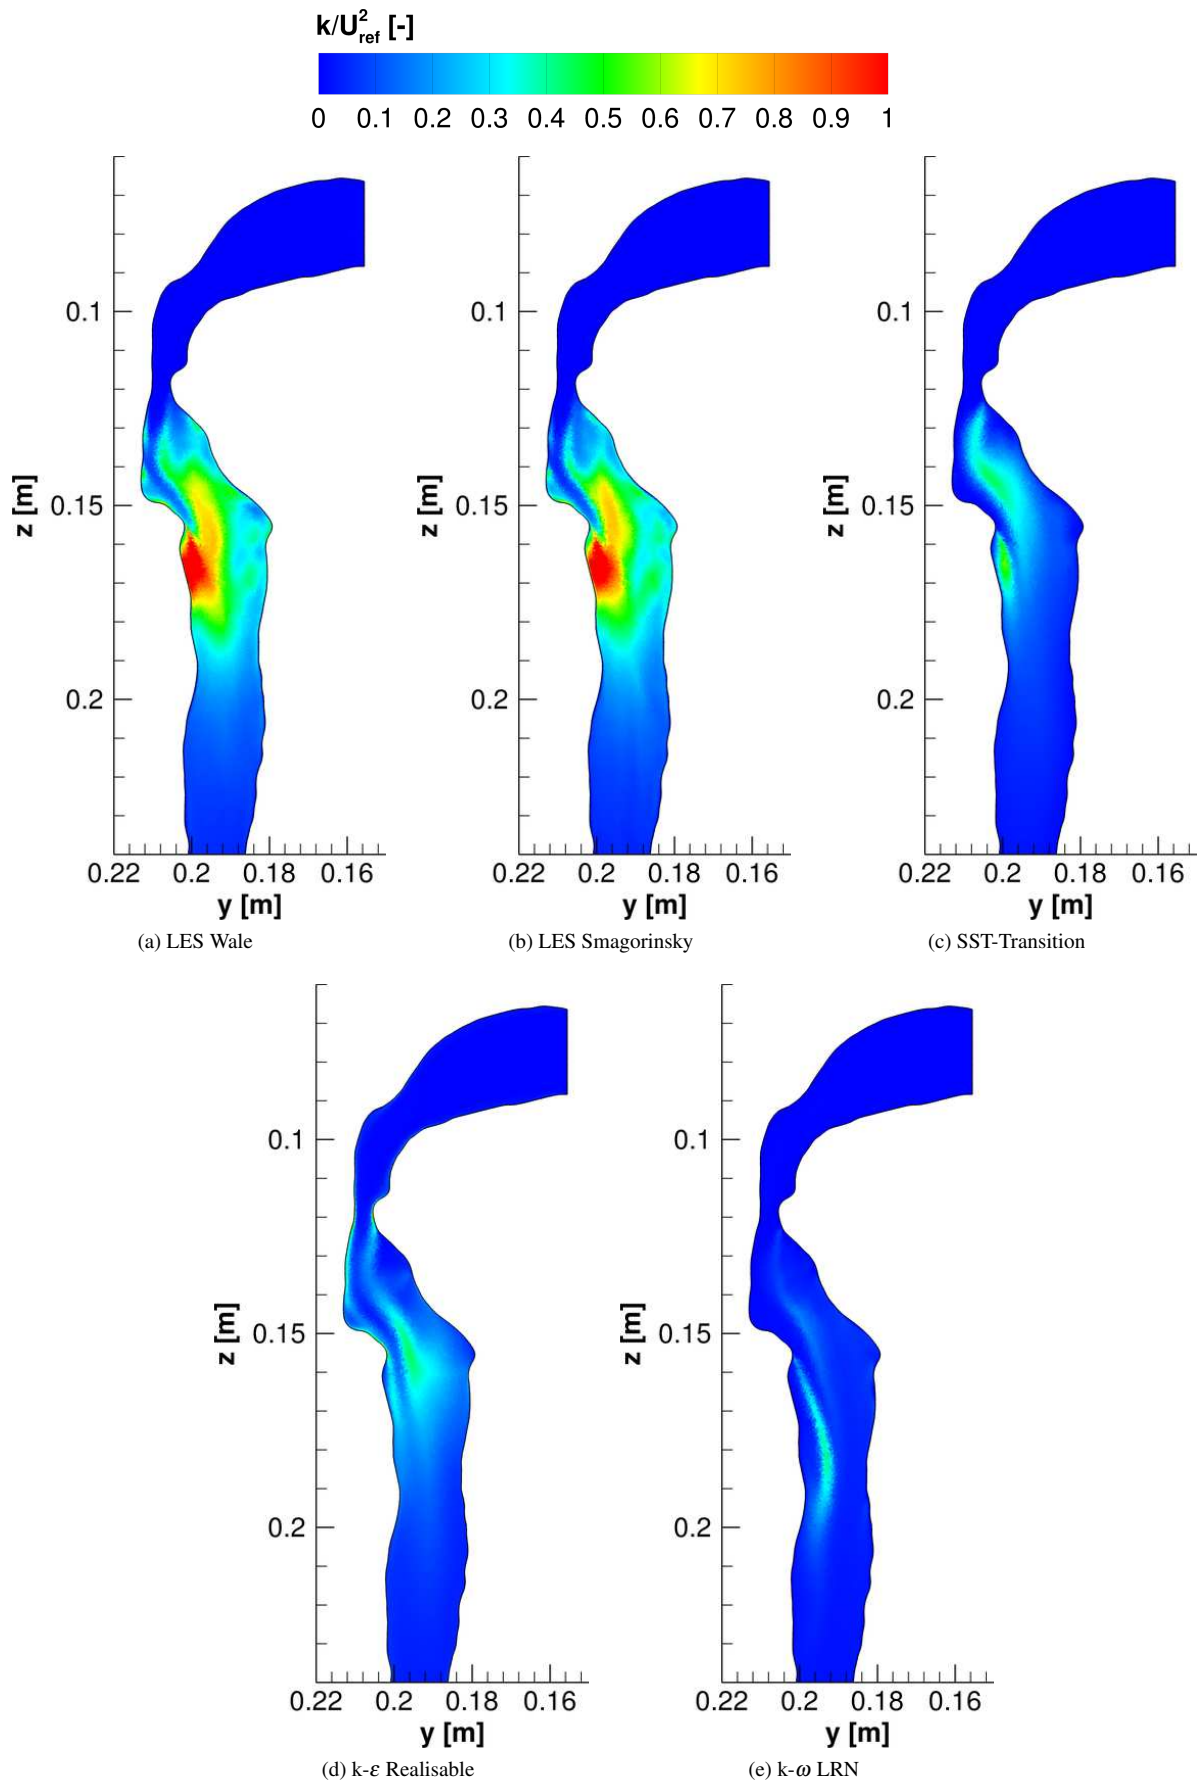 k/U²ref [-]
0 0.1 0.2 0.3 0.4 0.5 0.6 0.7 0.8 0.9 1
0.1 0.1 0.1
z [m] z [m] z [m]
0.15 0.15 0.15
0.2 0.2 0.2
0.22 0.2 0.18 0.16 0.22 0.2 0.18 0.16 0.22 0.2 0.18 0.16
y [m] y [m] y [m]
(a) LES Wale (b) LES Smagorinsky (c) SST-Transition
0.1 0.1
z [m] z [m]
0.15 0.15
0.2 0.2
0.22 0.2 0.18 0.16 0.22 0.2 0.18 0.16
y [m] y [m]
(d) k-ε Realisable (e) k-ω LRN